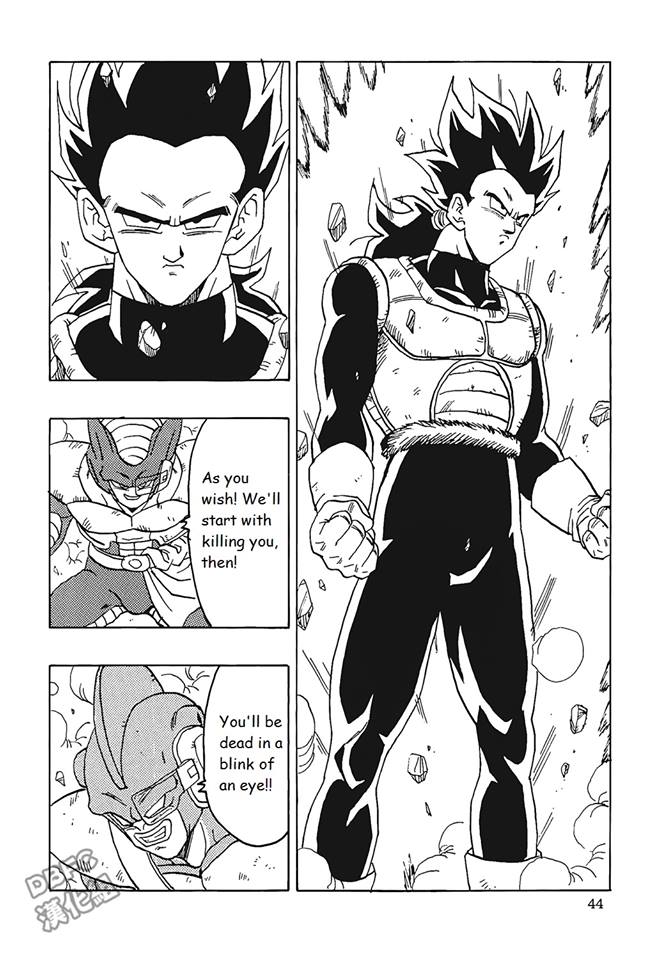 As you
wish! We'll
start with
killing you,
then!
You'll be
dead in a
blink of
an eye!!
DBFC
漢化組
44